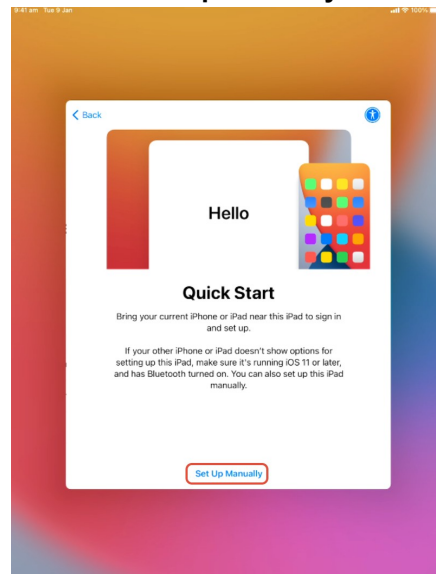 9:41 am Tue 9 Jan
100%
Back
Hello
Quick Start
Bring your current iPhone or iPad near this iPad to sign in
and set up.
If your other iPhone or iPad doesn't show options for
setting up this iPad, make sure it's running iOS 11 or later,
and has Bluetooth turned on. You can also set up this iPad
manually.
Set Up Manually